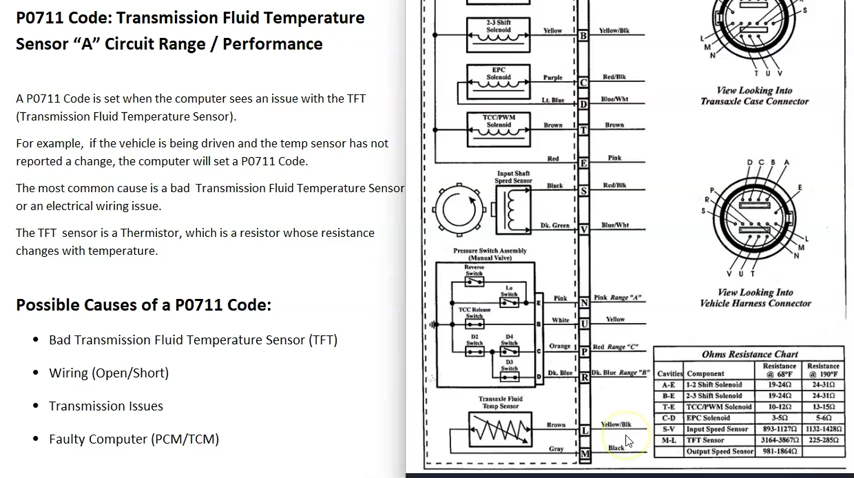 P0711 Code: Transmission Fluid Temperature
Sensor “A” Circuit Range / Performance
A P0711 Code is set when the computer sees an issue with the TFT
(Transmission Fluid Temperature Sensor).
For example,  if the vehicle is being driven and the temp sensor has not
reported a change, the computer will set a P0711 Code.
The most common cause is a bad  Transmission Fluid Temperature Sensor
or an electrical wiring issue.
The TFT  sensor is a Thermistor, which is a resistor whose resistance
changes with temperature.
Possible Causes of a P0711 Code:
• Bad Transmission Fluid Temperature Sensor (TFT)
• Wiring (Open/Short)
• Transmission Issues
• Faulty Computer (PCM/TCM)
2-3 Shift
Solenoid
Yellow
B
Yellow/Blk
EPC
Solenoid
Purple
C
Red/Blk
Lt. Blue
D
Blue/Wht
TCC/PWM
Solenoid
Brown
T
Brown
Red
E
Pink
Input Shaft
Speed Sensor
Black
S
Red/Blk
Dk. Green
V
Blue/Wht
Pressure Switch Assembly
(Manual Valve)
Reverse
Switch
Lo
Switch
E
Pink
N
Pink Range "A"
TCC Release
Switch
White
U
Yellow
D2
Switch
D4
Switch
C
Orange
P
Red Range "C"
D3
Switch
D
Dk. Blue
R
Dk. Blue Range "B"
Transaxle Fluid
Temp Sensor
Brown
L
Yellow/Blk
Gray
M
Black
S
L
M
N
T U V
View Looking Into
Transaxle Case Connector
D C B A
P
R
S
E
L
M
N
V U T
View Looking Into
Vehicle Harness Connector
Ohms Resistance Chart
Cavities Component Resistance @ 68°F Resistance @ 190°F
A-E 1-2 Shift Solenoid 19-24Ω 24-31Ω
B-E 2-3 Shift Solenoid 19-24Ω 24-31Ω
T-E TCC/PWM Solenoid 10-12Ω 13-15Ω
C-D EPC Solenoid 3-5Ω 5-6Ω
S-V Input Speed Sensor 893-1127Ω 1132-1428Ω
M-L TFT Sensor 3164-3867Ω 225-285Ω
Output Speed Sensor 981-1864Ω